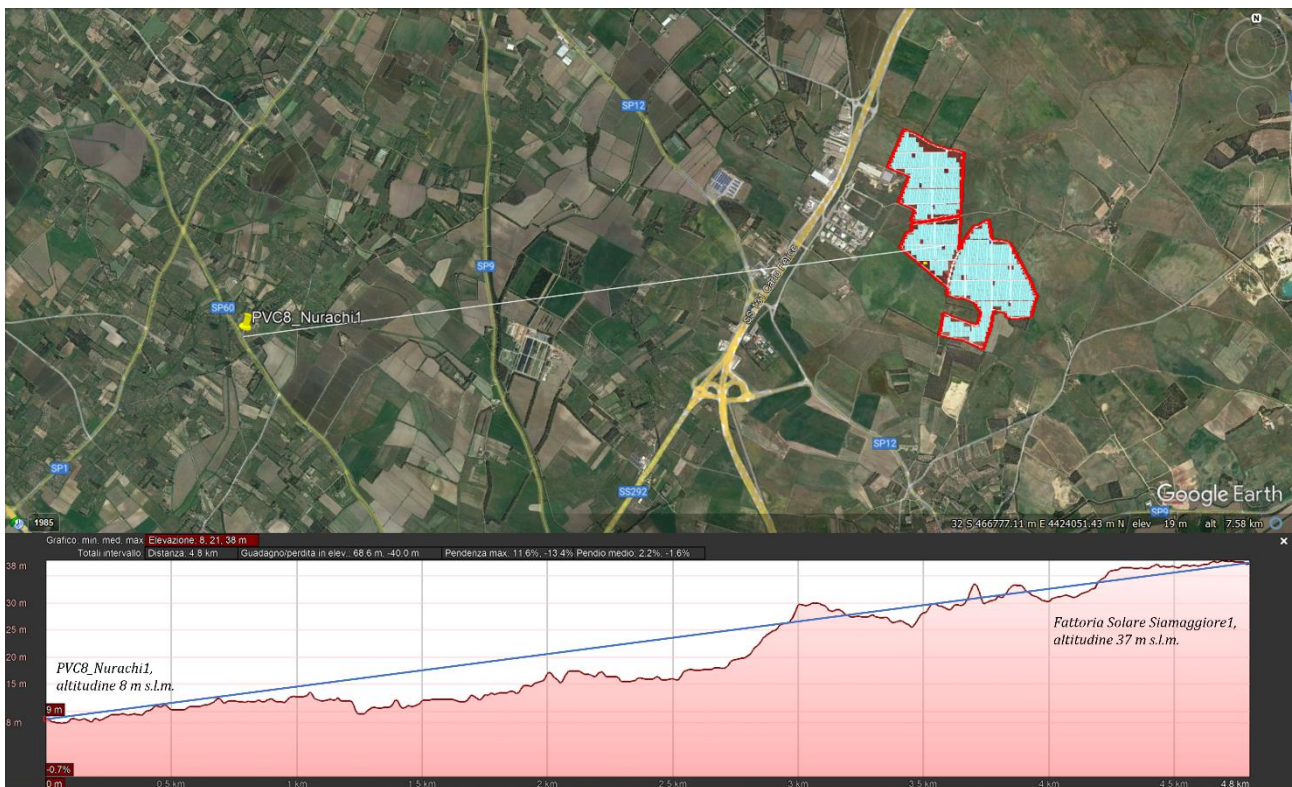 N
SP12
SP9
SP60
PVC8_Nurachi1
SP1
SP12
SS292
Google Earth
SP9
1985
32 S 466777.11 m E 4424051.43 m N elev 19 m alt 7.58 km
Grafico: min. med. max Elevazione: 8, 21, 38 m
Totali intervallo: Distanza: 4.8 km Guadagno/perdita in elev.: 68.6 m, -40.0 m Pendenza max. 11.6%, -13.4% Pendio medio: 2.2%, -1.6%
38 m
30 m
25 m
20 m
15 m
8 m
PVC8_Nurachi1,
altitudine 8 m s.l.m.
Fattoria Solare Siamaggiore1,
altitudine 37 m s.l.m.
9 m
-0.7%
0 m 0.5 km 1 km 1.5 km 2 km 2.5 km 3 km 3.5 km 4 km 4.5 km 4.8 km